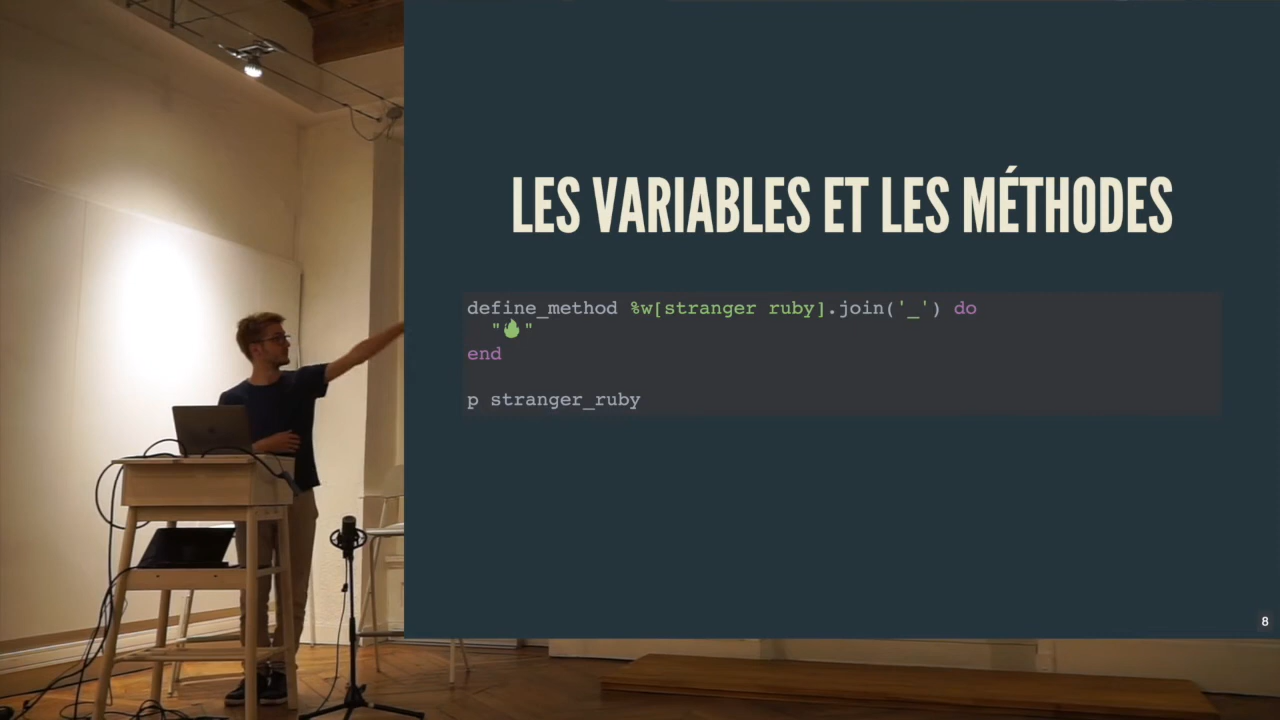 LES VARIABLES ET LES MÉTHODES
define_method %w[stranger ruby].join('_') do
  "🔥"
end
p stranger_ruby
8